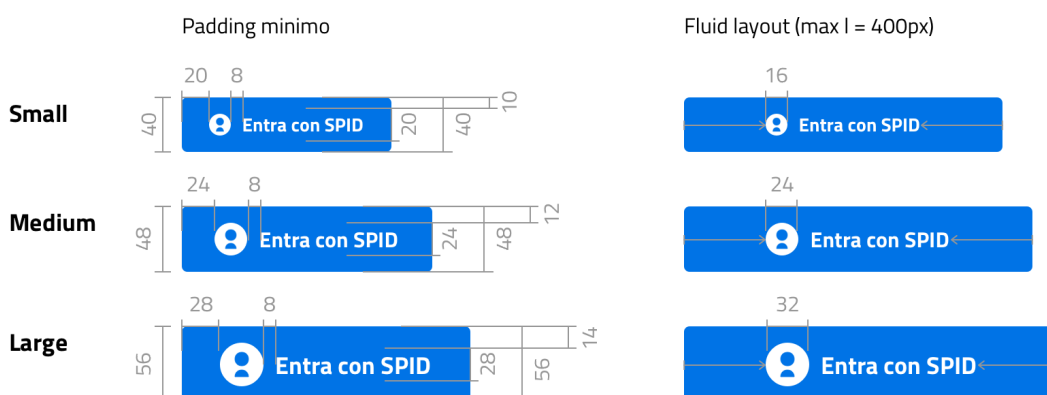 Padding minimo
Fluid layout (max l = 400px)
20 8
16
Small
40
Entra con SPID
20
40
10
Entra con SPID
24 8
24
Medium
48
Entra con SPID
24
48
12
Entra con SPID
28 8
32
Large
56
Entra con SPID
28
56
14
Entra con SPID